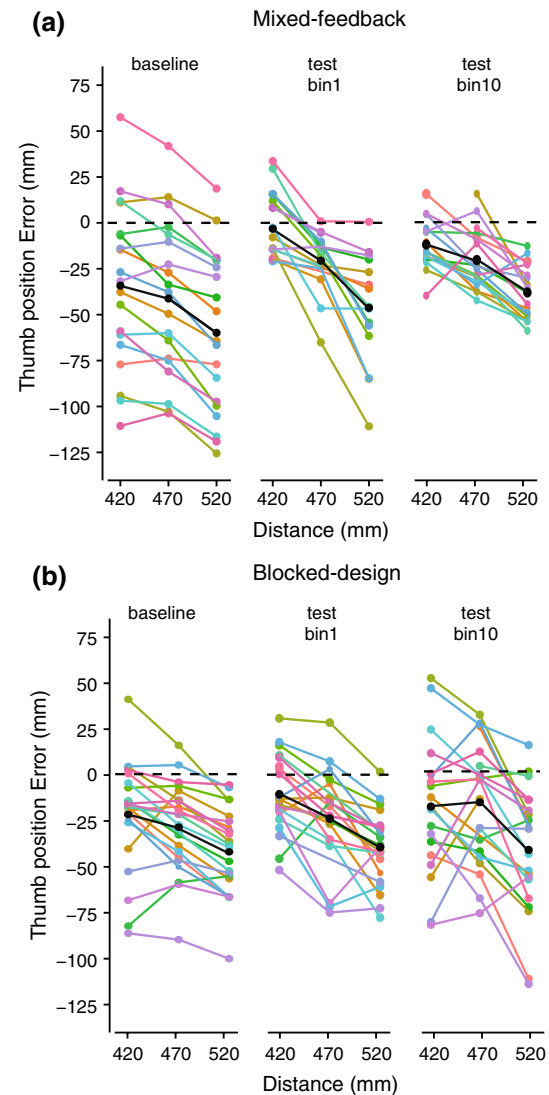 (a)
Mixed-feedback
baseline
test
bin1
test
bin10
Thumb position Error (mm)
75
50
25
0
−25
−50
−75
−100
−125
420 470 520
420 470 520
420 470 520
Distance (mm)
(b)
Blocked-design
baseline
test
bin1
test
bin10
Thumb position Error (mm)
75
50
25
0
−25
−50
−75
−100
−125
420 470 520
420 470 520
420 470 520
Distance (mm)